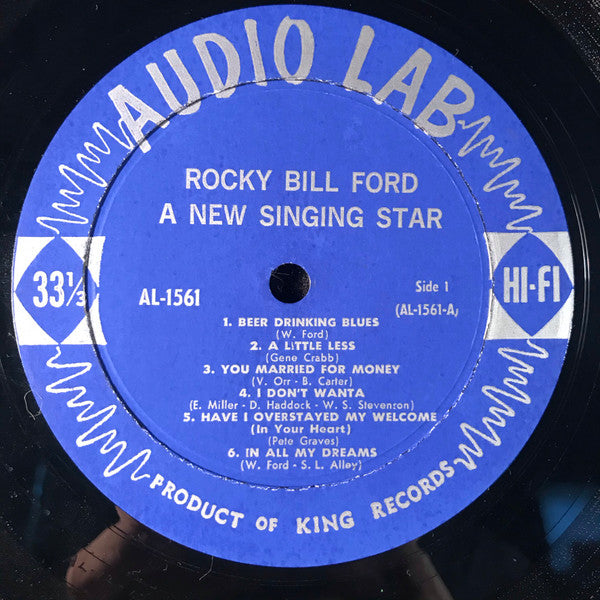 AUDIO LAB
ROCKY BILL FORD
A NEW SINGING STAR
33⅓
HI-FI
AL-1561
Side 1
(AL-1561-A)
1. BEER DRINKING BLUES
(W. Ford)
2. A LITTLE LESS
(Gene Crabb)
3. YOU MARRIED FOR MONEY
(V. Orr - B. Carter)
4. I DON'T WANTA
(E. Miller - D. Haddock - W. S. Stevenron)
5. HAVE I OVERSTAYED MY WELCOME
(In Your Heart)
(Pete Graves)
6. IN ALL MY DREAMS
(W. Ford - S. L. Alley)
PRODUCT OF KING RECORDS